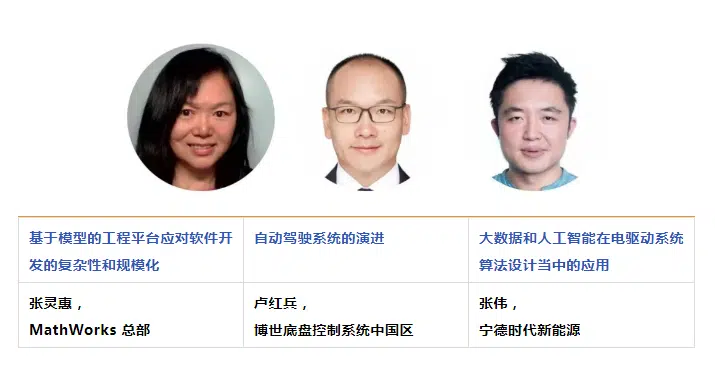 基于模型的工程平台应对软件开
发的复杂性和规模化
自动驾驶系统的演进
大数据和人工智能在电驱动系统
算法设计当中的应用
张灵惠，
MathWorks 总部
卢红兵，
博世底盘控制系统中国区
张伟，
宁德时代新能源